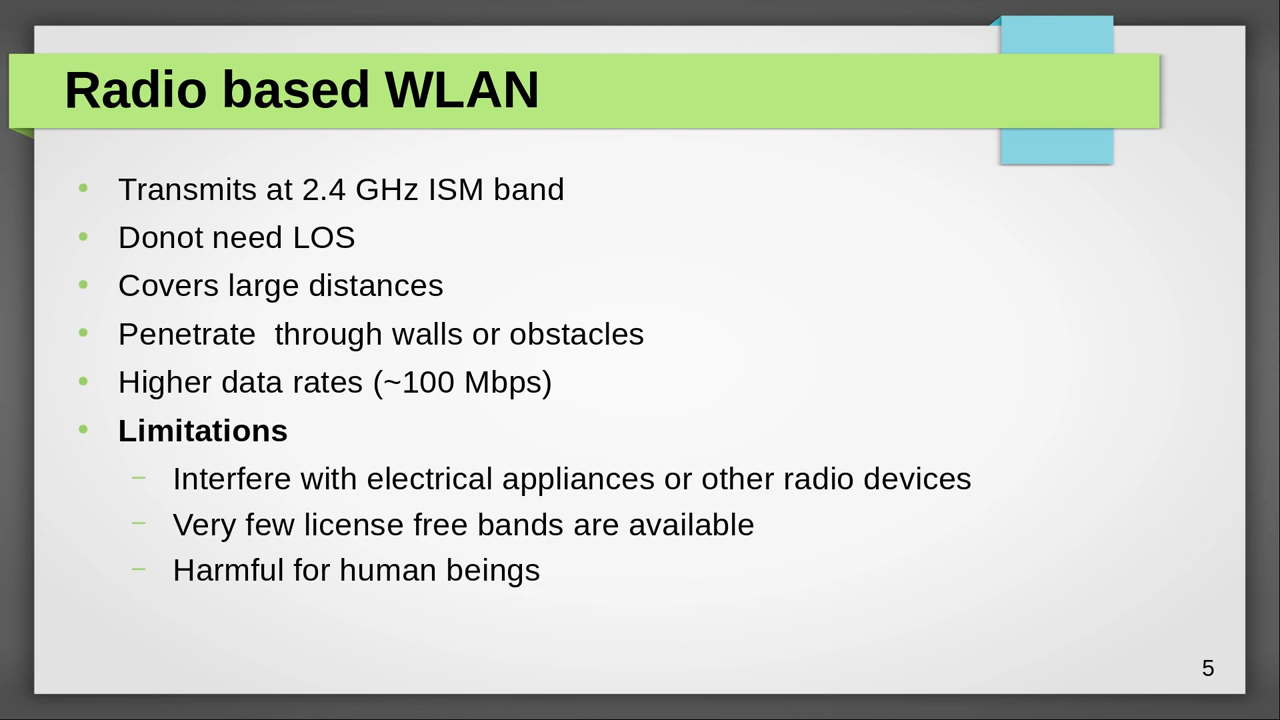 Radio based WLAN
• Transmits at 2.4 GHz ISM band
• Donot need LOS
• Covers large distances
• Penetrate  through walls or obstacles
• Higher data rates (~100 Mbps)
• Limitations
– Interfere with electrical appliances or other radio devices
– Very few license free bands are available
– Harmful for human beings
5